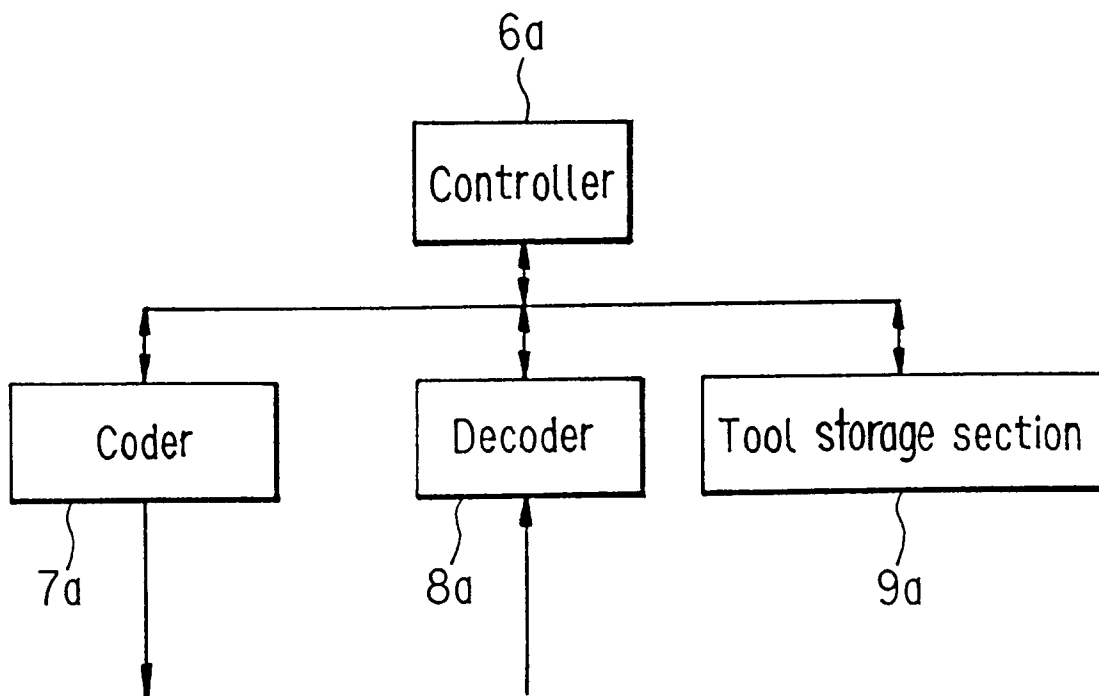 6a
Controller
Coder
Decoder
Tool storage section
7a
8a
9a